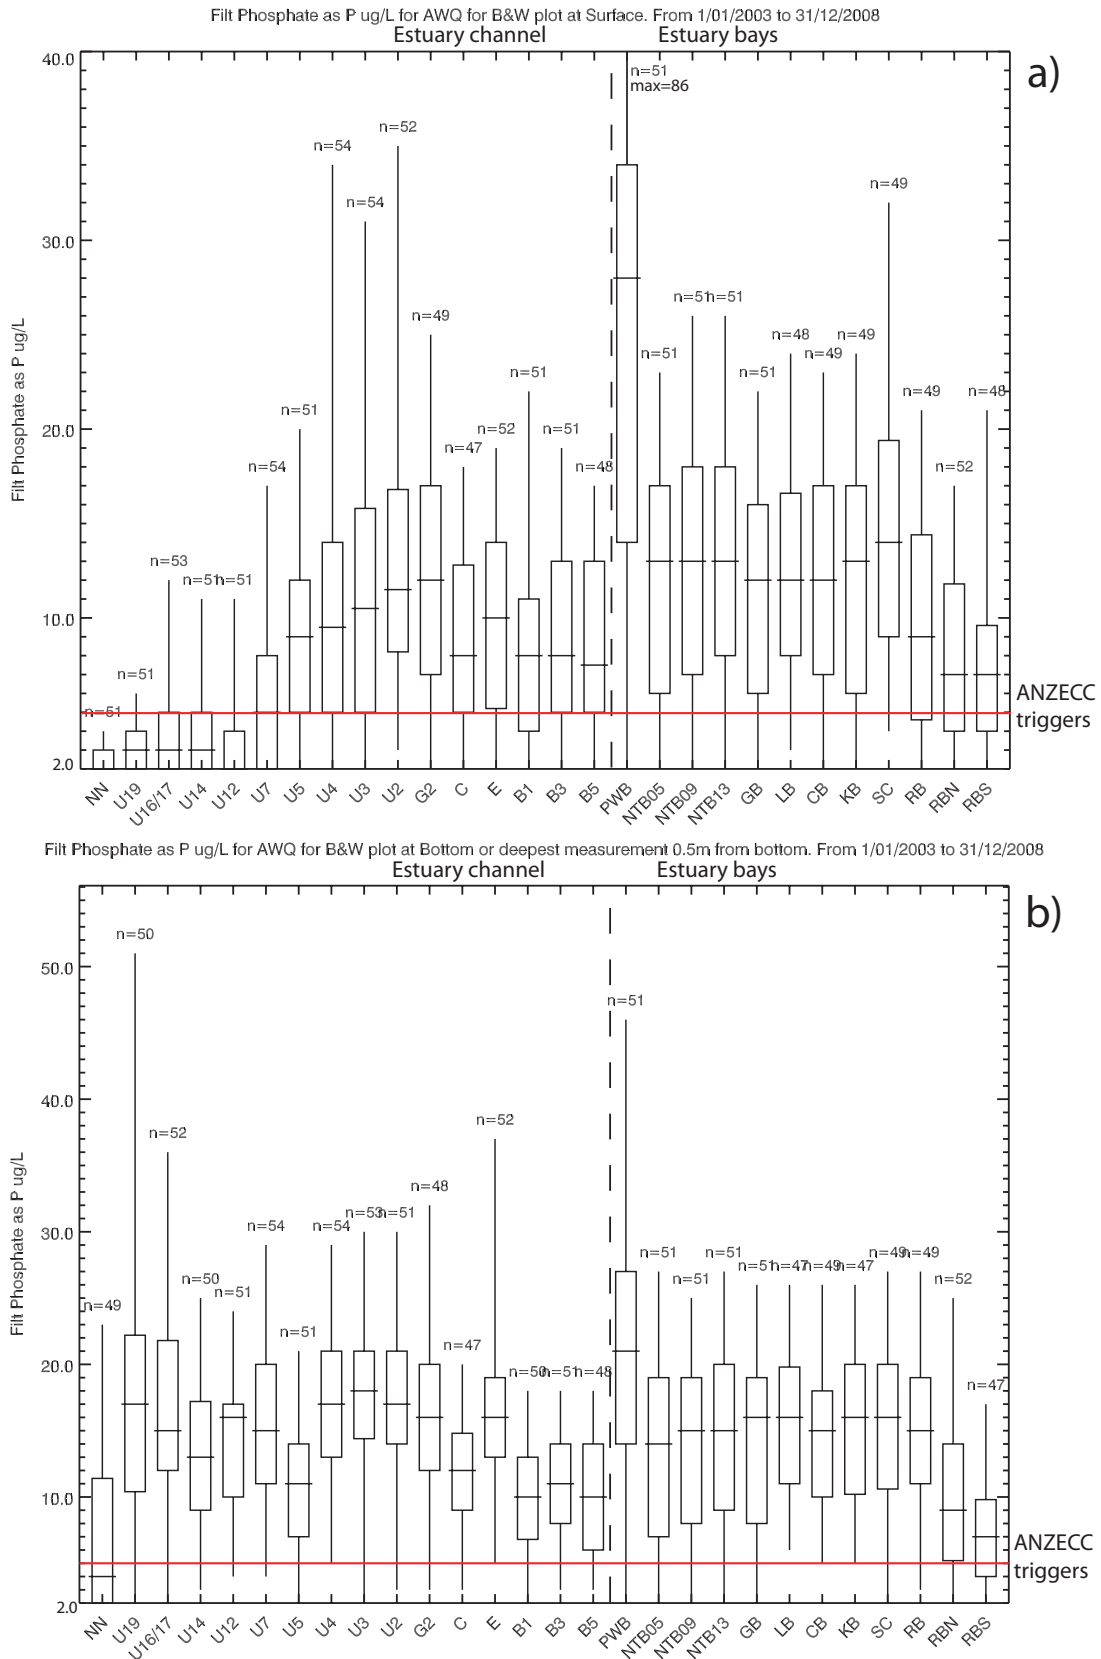 Filt Phosphate as P ug/L for AWQ for B&W plot at Surface. From 1/01/2003 to 31/12/2008
Estuary channel
Estuary bays
a)
40.0
30.0
20.0
10.0
2.0
Filt Phosphate as P ug/L
n=51
n=51
n=53
n=51
n=51
n=54
n=51
n=54
n=54
n=52
n=49
n=47
n=52
n=51
n=51
n=48
n=51
max=86
n=51
n=51
n=51
n=51
n=48
n=49
n=49
n=49
n=49
n=52
n=48
ANZECC
triggers
NN
U19
U16/17
U14
U12
U7
U5
U4
U3
U2
G2
C
E
B1
B3
B5
PWB
NTB05
NTB09
NTB13
GB
LB
CB
KB
SC
RB
RBN
RBS
Filt Phosphate as P ug/L for AWQ for B&W plot at Bottom or deepest measurement 0.5m from bottom. From 1/01/2003 to 31/12/2008
Estuary channel
Estuary bays
b)
50.0
40.0
30.0
20.0
10.0
2.0
Filt Phosphate as P ug/L
n=49
n=50
n=52
n=50
n=51
n=54
n=51
n=54
n=53
n=51
n=48
n=47
n=52
n=50
n=51
n=48
n=51
n=51
n=51
n=51
n=51
n=47
n=49
n=47
n=49
n=49
n=52
n=47
ANZECC
triggers
NN
U19
U16/17
U14
U12
U7
U5
U4
U3
U2
G2
C
E
B1
B3
B5
PWB
NTB05
NTB09
NTB13
GB
LB
CB
KB
SC
RB
RBN
RBS